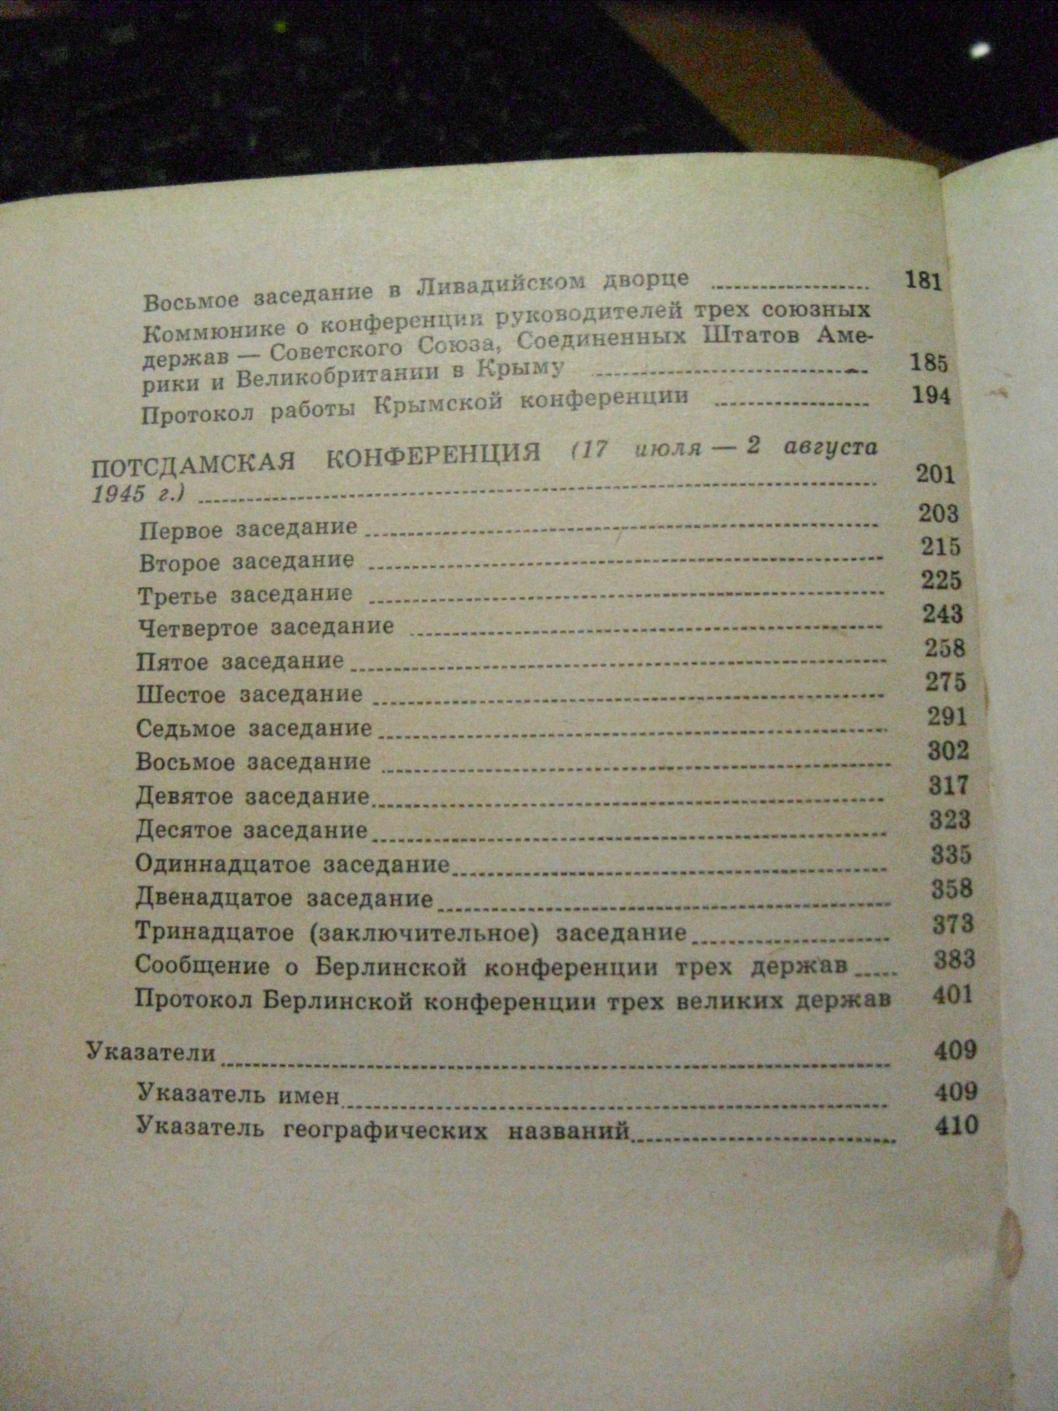 Восьмое заседание в Ливадийском дворце 181
Коммюнике о конференции руководителей трех союзных
держав — Советского Союза, Соединенных Штатов Аме-
рики и Великобритании в Крыму 185
Протокол работы Крымской конференции 194
ПОТСДАМСКАЯ КОНФЕРЕНЦИЯ (17 июля — 2 августа
1945 г.) 201
Первое заседание 203
Второе заседание 215
Третье заседание 225
Четвертое заседание 243
Пятое заседание 258
Шестое заседание 275
Седьмое заседание 291
Восьмое заседание 302
Девятое заседание 317
Десятое заседание 323
Одиннадцатое заседание 335
Двенадцатое заседание 358
Тринадцатое (заключительное) заседание 373
Сообщение о Берлинской конференции трех держав 383
Протокол Берлинской конференции трех великих держав 401
Указатели 409
Указатель имен 409
Указатель географических названий 410